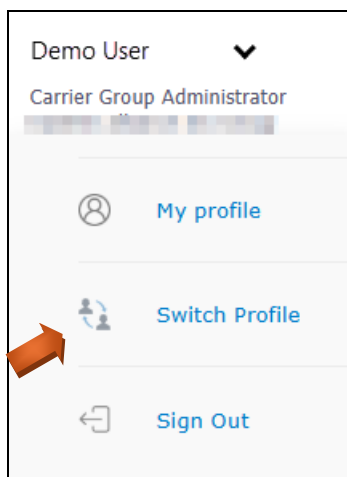 Demo User
Carrier Group Administrator
My profile
Switch Profile
Sign Out